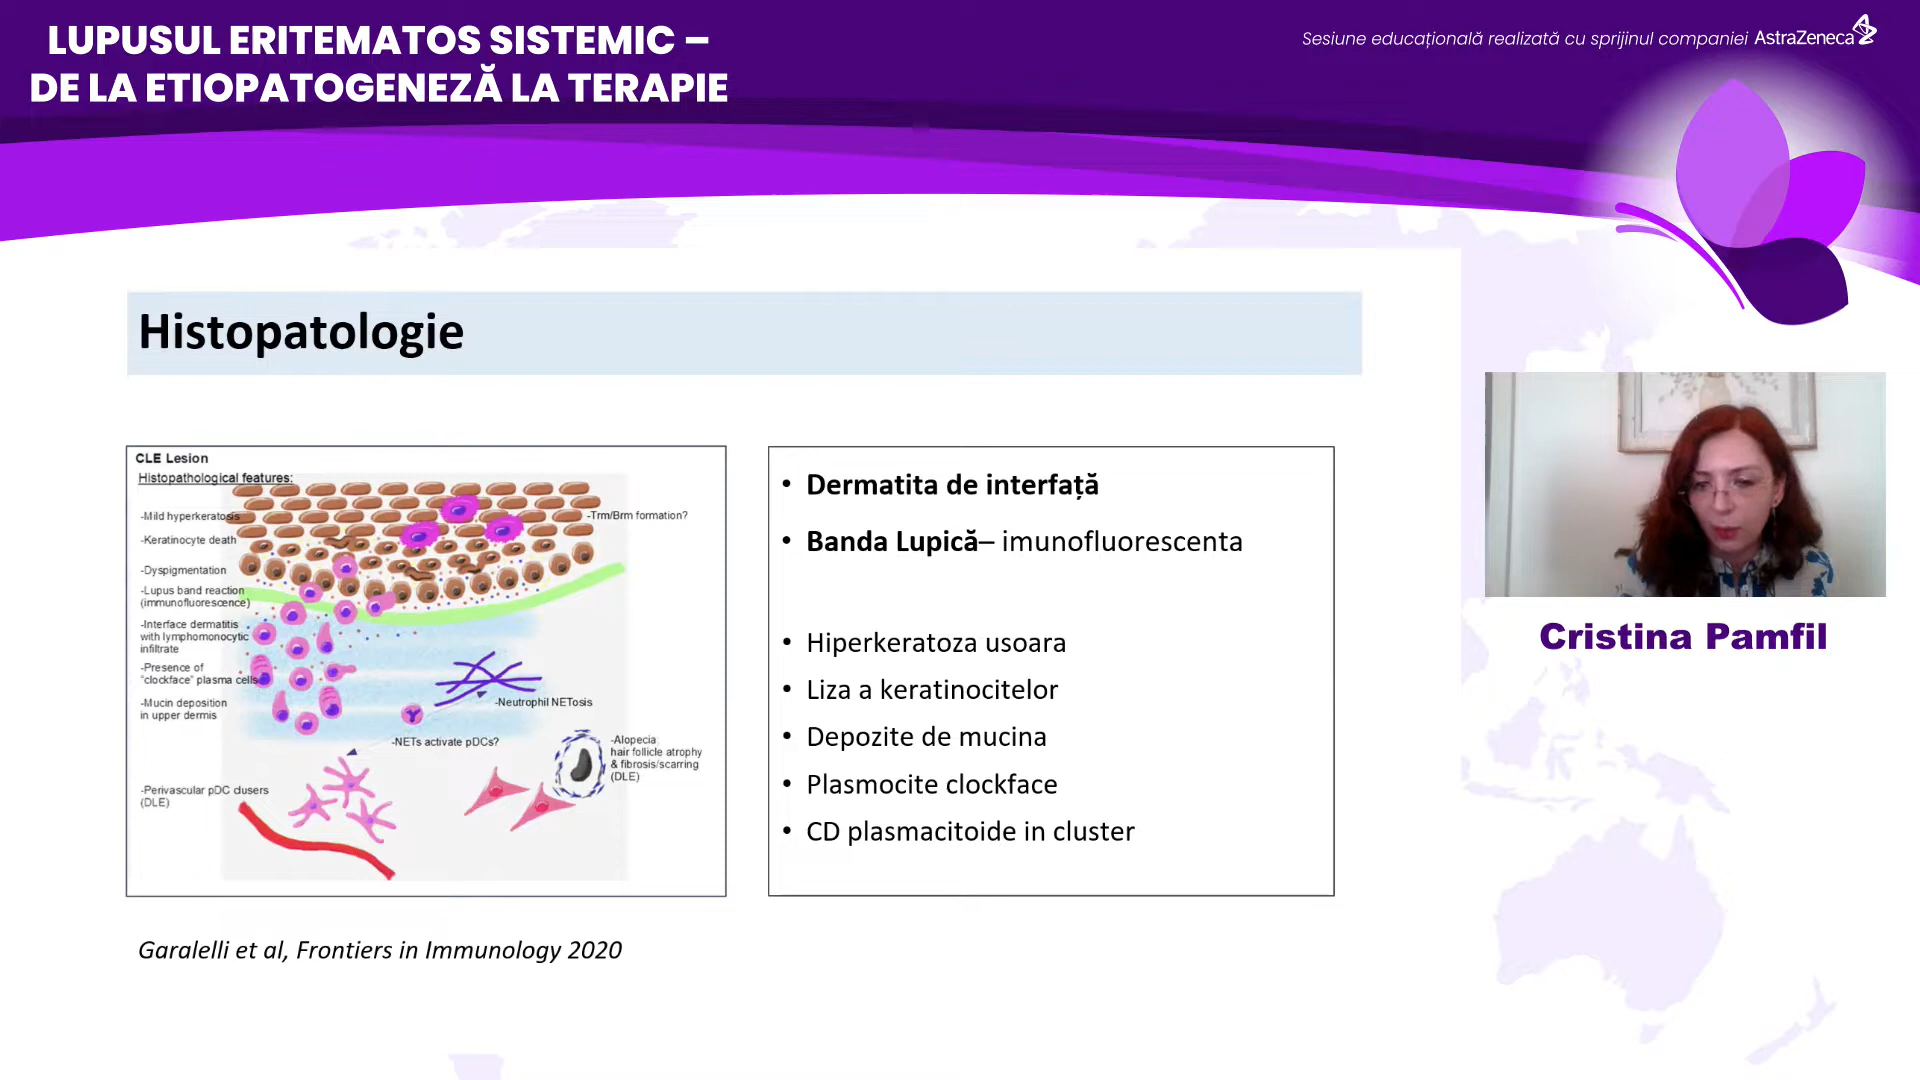 LUPUSUL ERITEMATOS SISTEMIC –
DE LA ETIOPATOGENEZĂ LA TERAPIE
Sesiune educațională realizată cu sprijinul companiei AstraZeneca
Histopatologie
CLE Lesion
Histopathological features:
-Mild hyperkeratosis
-Trm/Brm formation?
-Keratinocyte death
-Dyspigmentation
-Lupus band reaction
(immunofluorescence)
-Interface dermatitis
with lymphomonocytic
infiltrate
-Presence of
"clockface" plasma cells
-Mucin deposition
in upper dermis
-Neutrophil NETosis
-NETs activate pDCs?
-Alopecia:
hair follicle atrophy
& fibrosis/scarring
(DLE)
-Perivascular pDC clusers
(DLE)
• Dermatita de interfață
• Banda Lupică– imunofluorescenta
• Hiperkeratoza usoara
• Liza a keratinocitelor
• Depozite de mucina
• Plasmocite clockface
• CD plasmacitoide in cluster
Garalelli et al, Frontiers in Immunology 2020
Cristina Pamfil